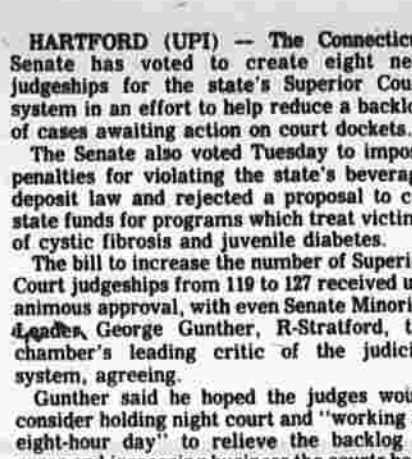 HARTFORD (UPI) — The Connecticu
Senate has voted to create eight ne
judgeships for the state's Superior Cou
system in an effort to help reduce a backlo
of cases awaiting action on court dockets.
The Senate also voted Tuesday to impos
penalties for violating the state's beverag
deposit law and rejected a proposal to c
state funds for programs which treat victim
of cystic fibrosis and juvenile diabetes.
The bill to increase the number of Superi
Court judgeships from 119 to 127 received u
animous approval, with even Senate Minori
Leader, George Gunther, R-Stratford, t
chamber's leading critic of the judici
system, agreeing.
Gunther said he hoped the judges wou
consider holding night court and "working a
eight-hour day" to relieve the backlog